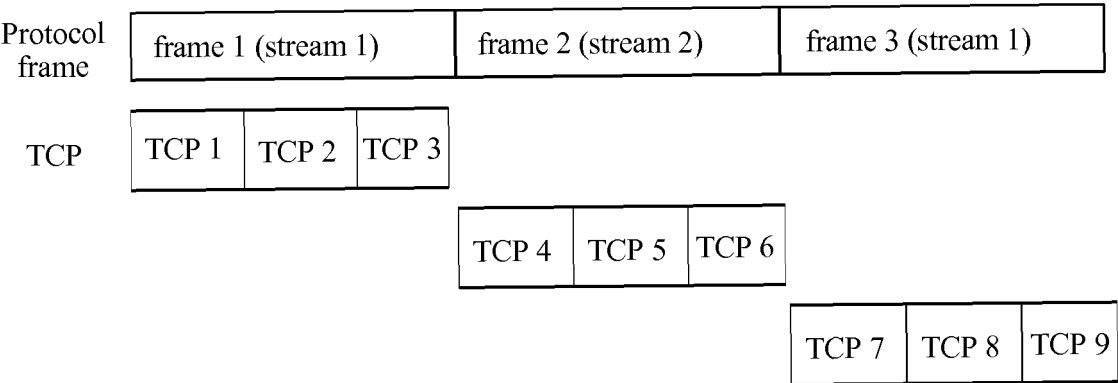 Protocol
frame
frame 1 (stream 1)
frame 2 (stream 2)
frame 3 (stream 1)
TCP
TCP 1
TCP 2
TCP 3
TCP 4
TCP 5
TCP 6
TCP 7
TCP 8
TCP 9